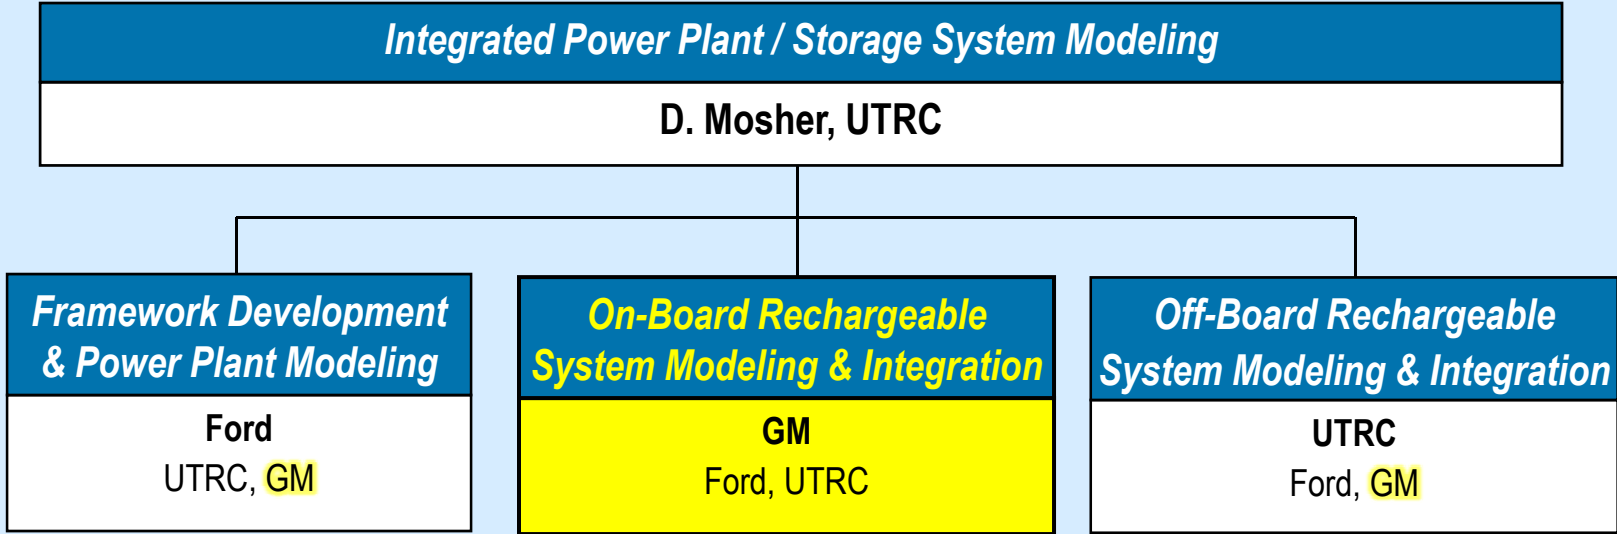 Integrated Power Plant / Storage System Modeling
D. Mosher, UTRC
Framework Development
& Power Plant Modeling
Ford
UTRC, GM
On-Board Rechargeable
System Modeling & Integration
GM
Ford, UTRC
Off-Board Rechargeable
System Modeling & Integration
UTRC
Ford, GM